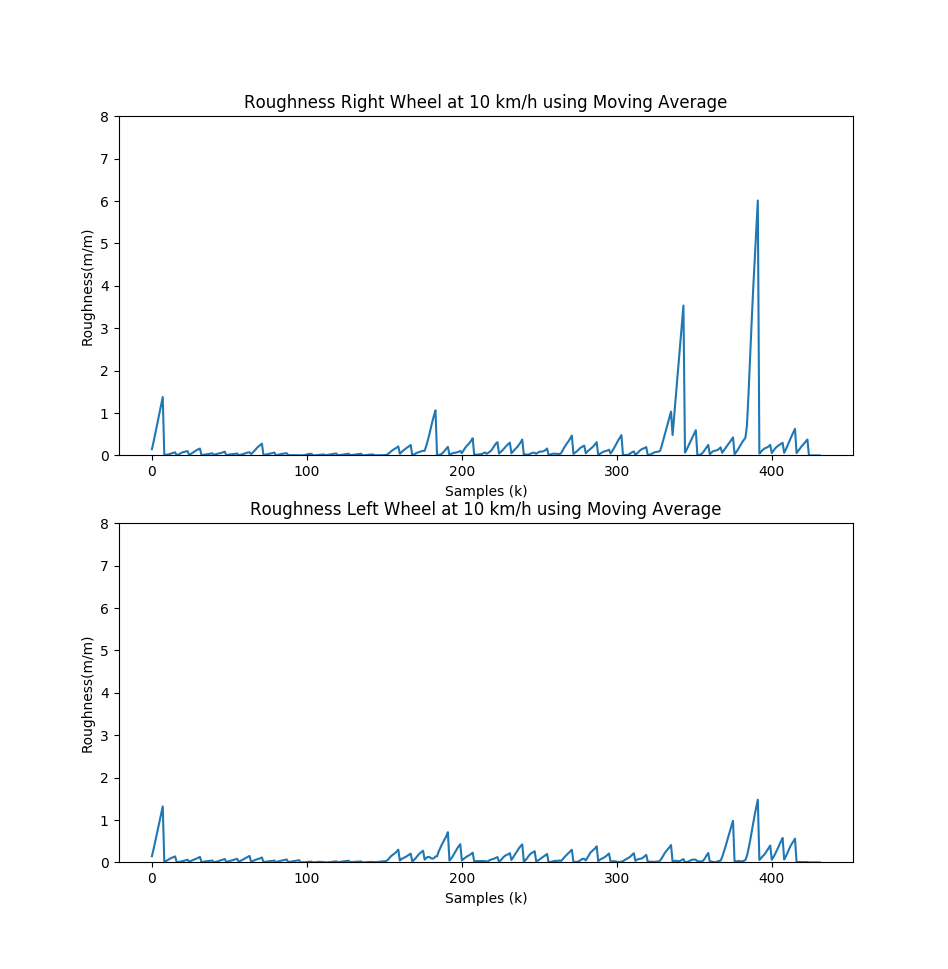 Roughness Right Wheel at 10 km/h using Moving Average
8
7
6
5
4
3
2
1
0
Roughness(m/m)
0 100 200 300 400
Samples (k)
Roughness Left Wheel at 10 km/h using Moving Average
8
7
6
5
4
3
2
1
0
Roughness(m/m)
0 100 200 300 400
Samples (k)